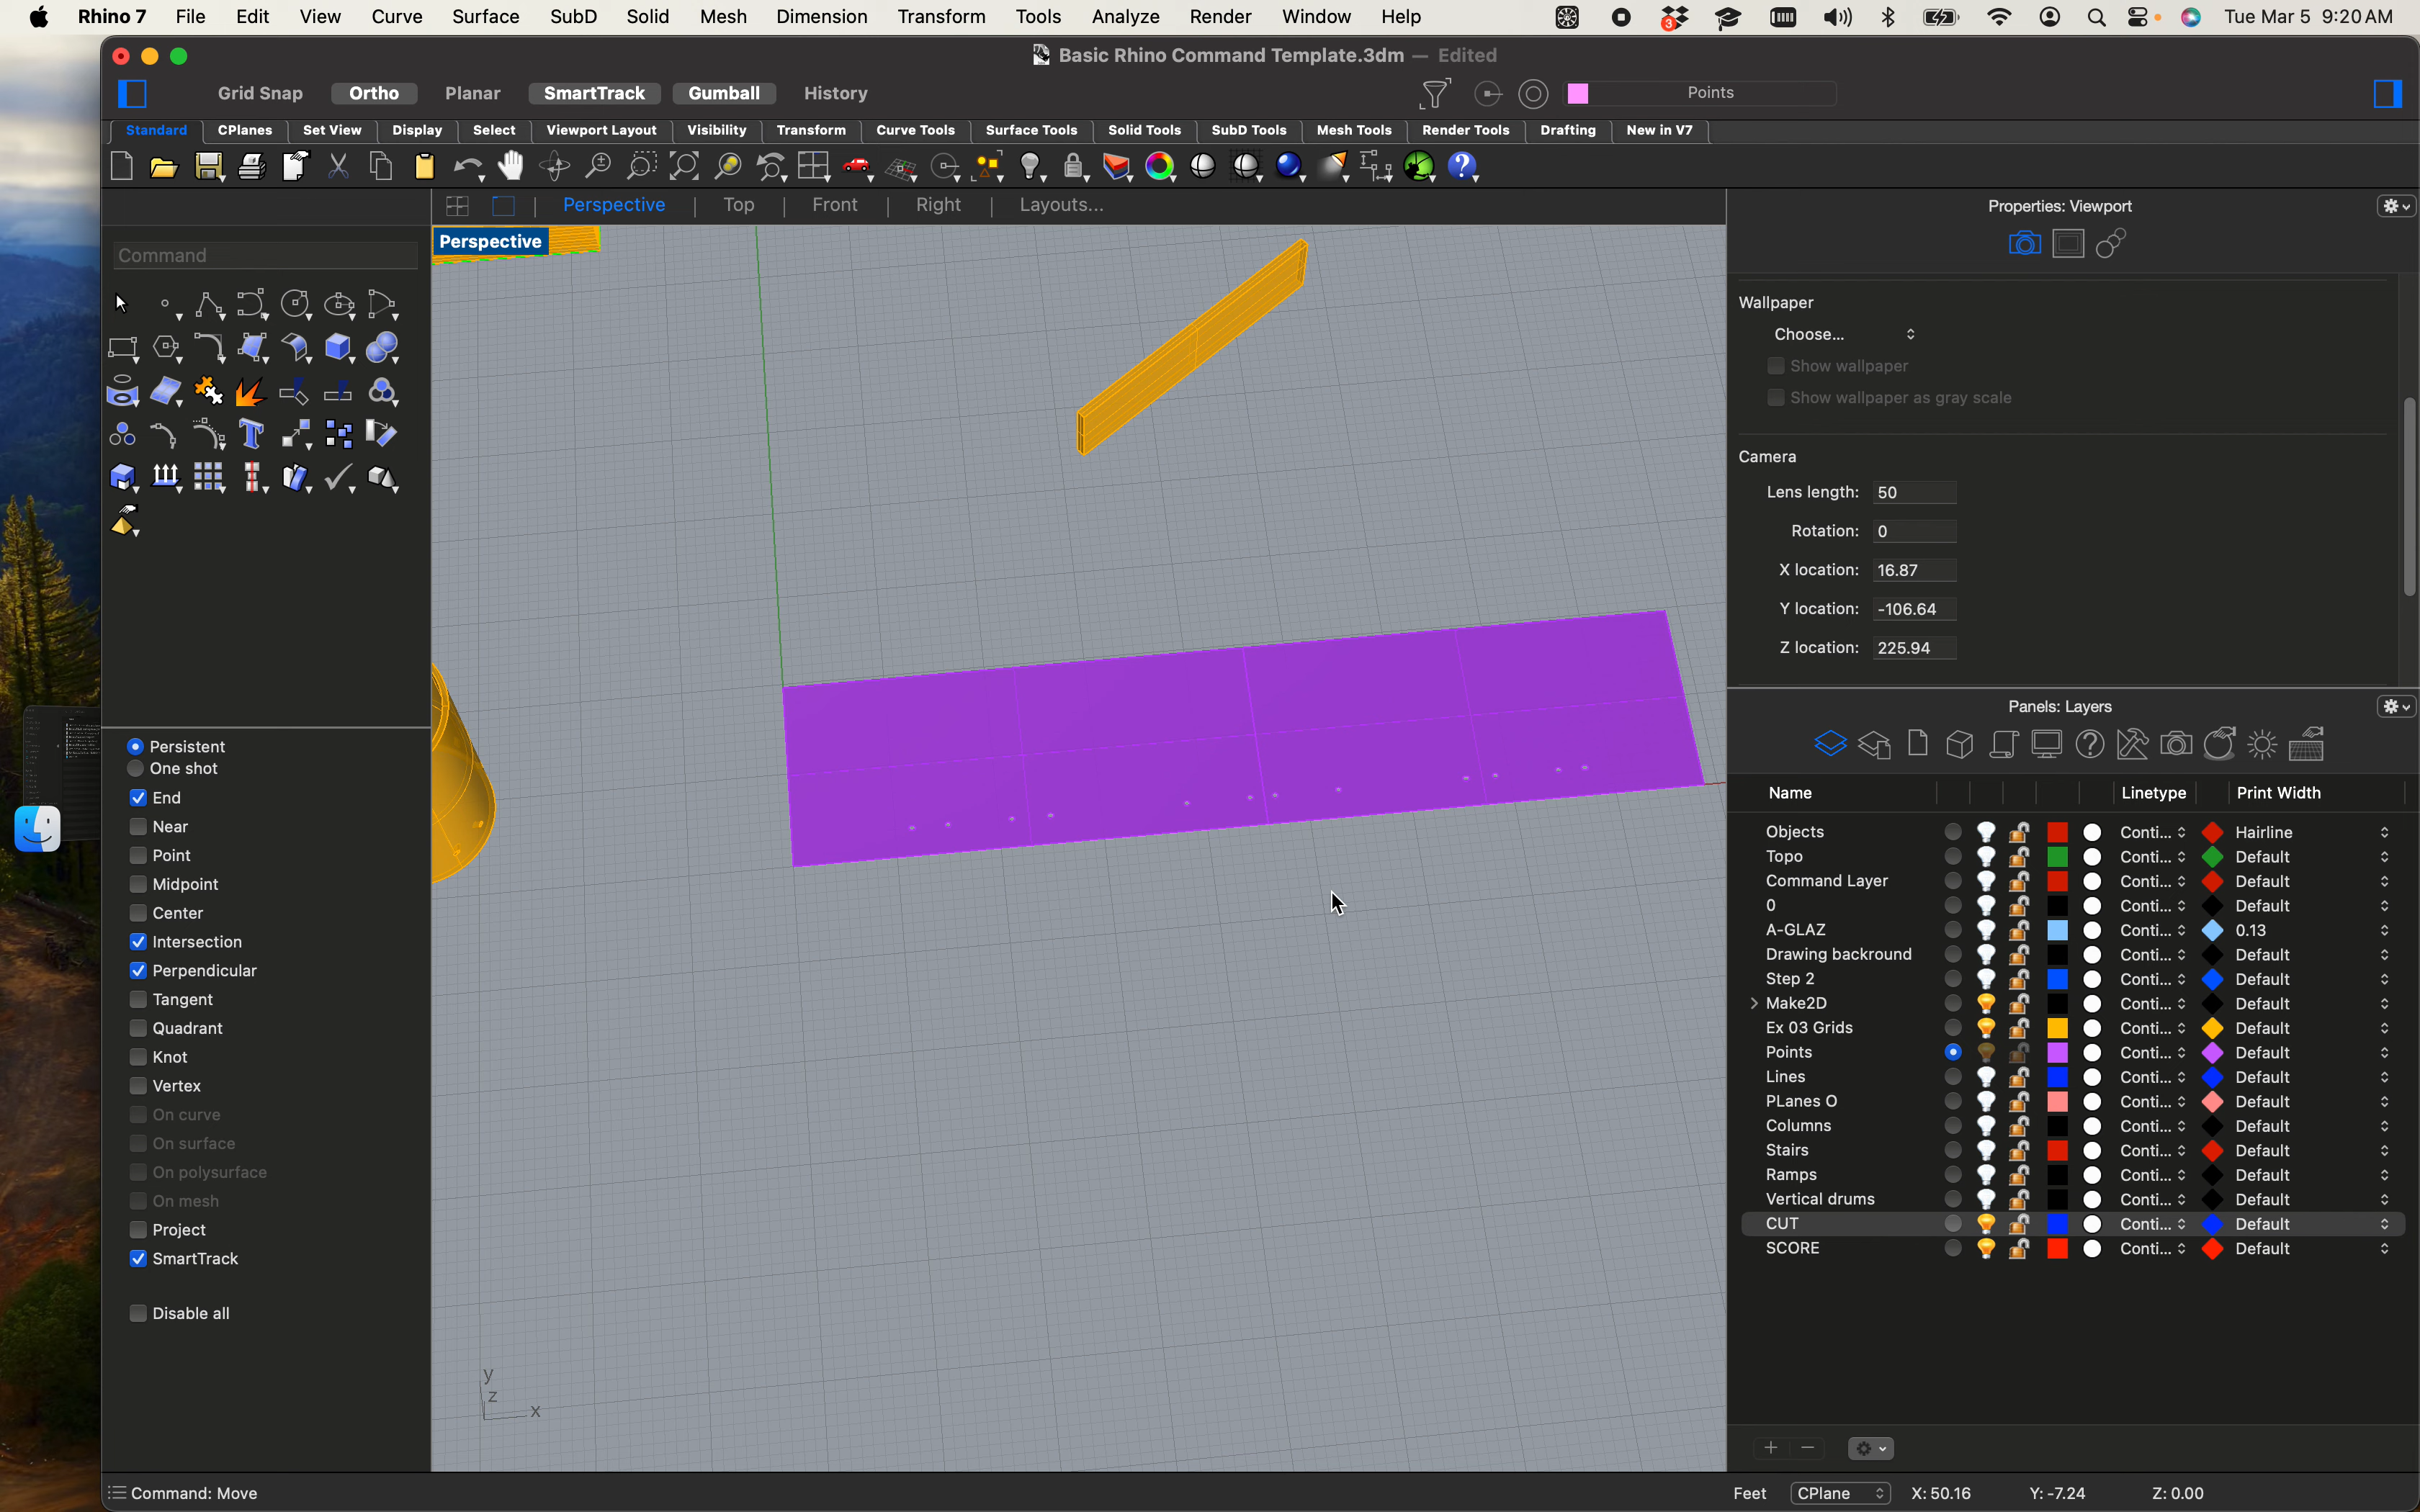 Rhino 7 File Edit View Curve Surface SubD Solid Mesh Dimension Transform Tools Analyze Render Window Help 3 Tue Mar 5 9:20 AM
Basic Rhino Command Template.3dm — Edited
Grid Snap Ortho Planar SmartTrack Gumball History Points
Standard CPlanes Set View Display Select Viewport Layout Visibility Transform Curve Tools Surface Tools Solid Tools SubD Tools Mesh Tools Render Tools Drafting New in V7
Perspective Top Front Right Layouts...
Command
Perspective
Persistent
One shot
End
Near
Point
Midpoint
Center
Intersection
Perpendicular
Tangent
Quadrant
Knot
Vertex
On curve
On surface
On polysurface
On mesh
Project
SmartTrack
Disable all
y
z
x
Properties: Viewport
Wallpaper
Choose...
Show wallpaper
Show wallpaper as gray scale
Camera
Lens length: 50
Rotation: 0
X location: 16.87
Y location: -106.64
Z location: 225.94
Panels: Layers
Name Linetype Print Width
Objects Conti... Hairline
Topo Conti... Default
Command Layer Conti... Default
0 Conti... Default
A-GLAZ Conti... 0.13
Drawing backround Conti... Default
Step 2 Conti... Default
Make2D Conti... Default
Ex 03 Grids Conti... Default
Points Conti... Default
Lines Conti... Default
PLanes O Conti... Default
Columns Conti... Default
Stairs Conti... Default
Ramps Conti... Default
Vertical drums Conti... Default
CUT Conti... Default
SCORE Conti... Default
Command: Move Feet CPlane X: 50.16 Y: -7.24 Z: 0.00